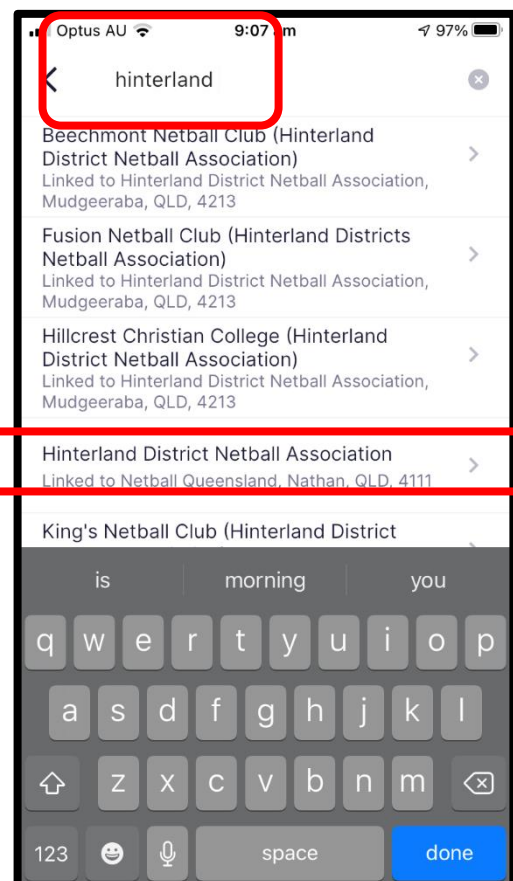 Optus AU 9:07 am 97%
hinterland
Beechmont Netball Club (Hinterland
District Netball Association)
Linked to Hinterland District Netball Association,
Mudgeeraba, QLD, 4213
Fusion Netball Club (Hinterland Districts
Netball Association)
Linked to Hinterland District Netball Association,
Mudgeeraba, QLD, 4213
Hillcrest Christian College (Hinterland
District Netball Association)
Linked to Hinterland District Netball Association,
Mudgeeraba, QLD, 4213
Hinterland District Netball Association
Linked to Netball Queensland, Nathan, QLD, 4111
King's Netball Club (Hinterland District
is morning you
q w e r t y u i o p
a s d f g h j k l
z x c v b n m
123 space done